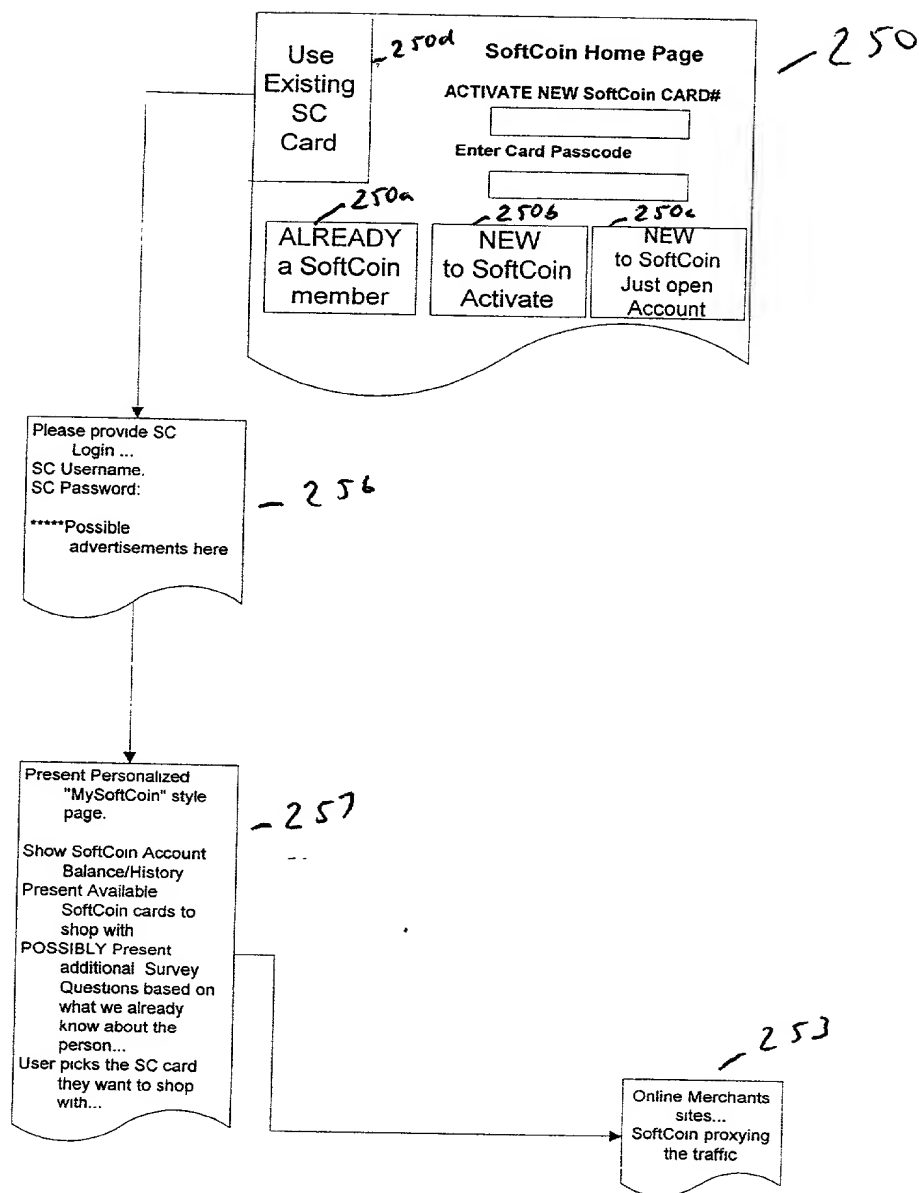 Use
Existing
SC
Card
250d
SoftCoin Home Page
250
ACTIVATE NEW SoftCoin CARD#
Enter Card Passcode
250a
250b
250c
ALREADY
a SoftCoin
member
NEW
to SoftCoin
Activate
NEW
to SoftCoin
Just open
Account
Please provide SC
Login ...
SC Username.
SC Password:
*****Possible
advertisements here
256
Present Personalized
"MySoftCoin" style
page.
Show SoftCoin Account
Balance/History
Present Available
SoftCoin cards to
shop with
POSSIBLY Present
additional Survey
Questions based on
what we already
know about the
person...
User picks the SC card
they want to shop
with...
257
253
Online Merchants
sites...
SoftCoin proxying
the traffic